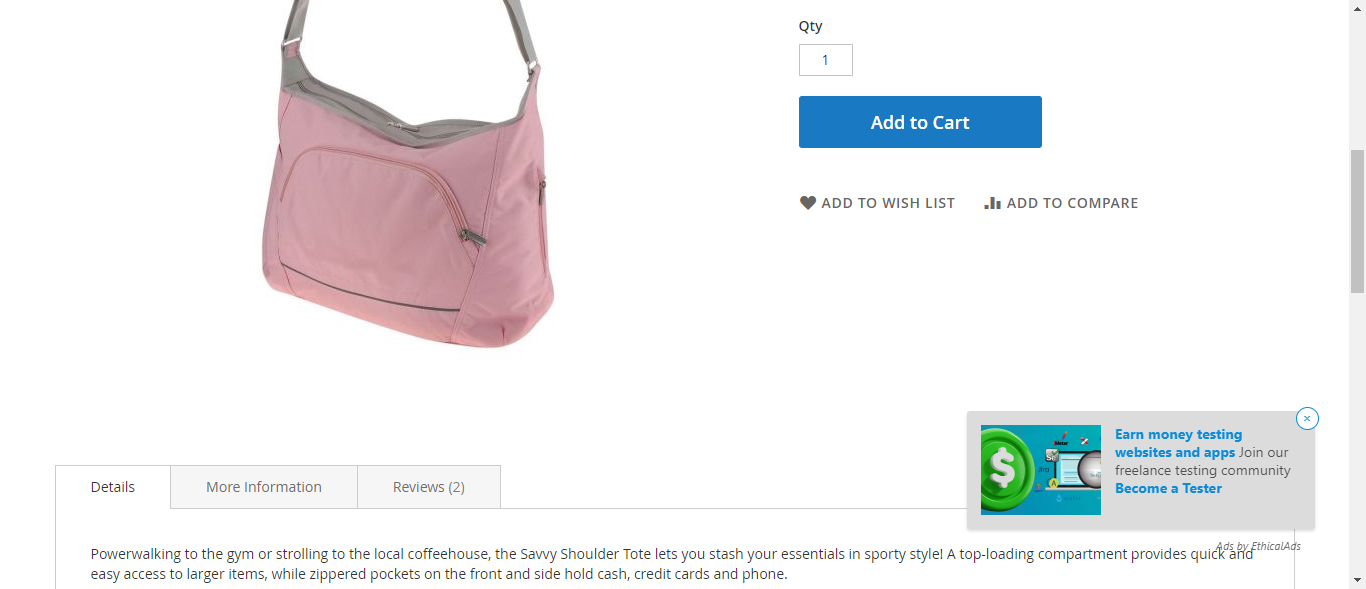 Qty
1
Add to Cart
ADD TO WISH LIST
ADD TO COMPARE
Earn money testing
websites and apps Join our
freelance testing community
Become a Tester
Ads by EthicalAds
Details
More Information
Reviews (2)
Powerwalking to the gym or strolling to the local coffeehouse, the Savvy Shoulder Tote lets you stash your essentials in sporty style! A top-loading compartment provides quick and
easy access to larger items, while zippered pockets on the front and side hold cash, credit cards and phone.